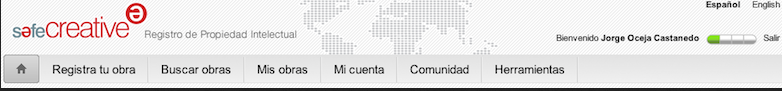 Español English
safecreative
Registro de Propiedad Intelectual
Bienvenido Jorge Oceja Castanedo Salir
Registra tu obra Buscar obras Mis obras Mi cuenta Comunidad Herramientas